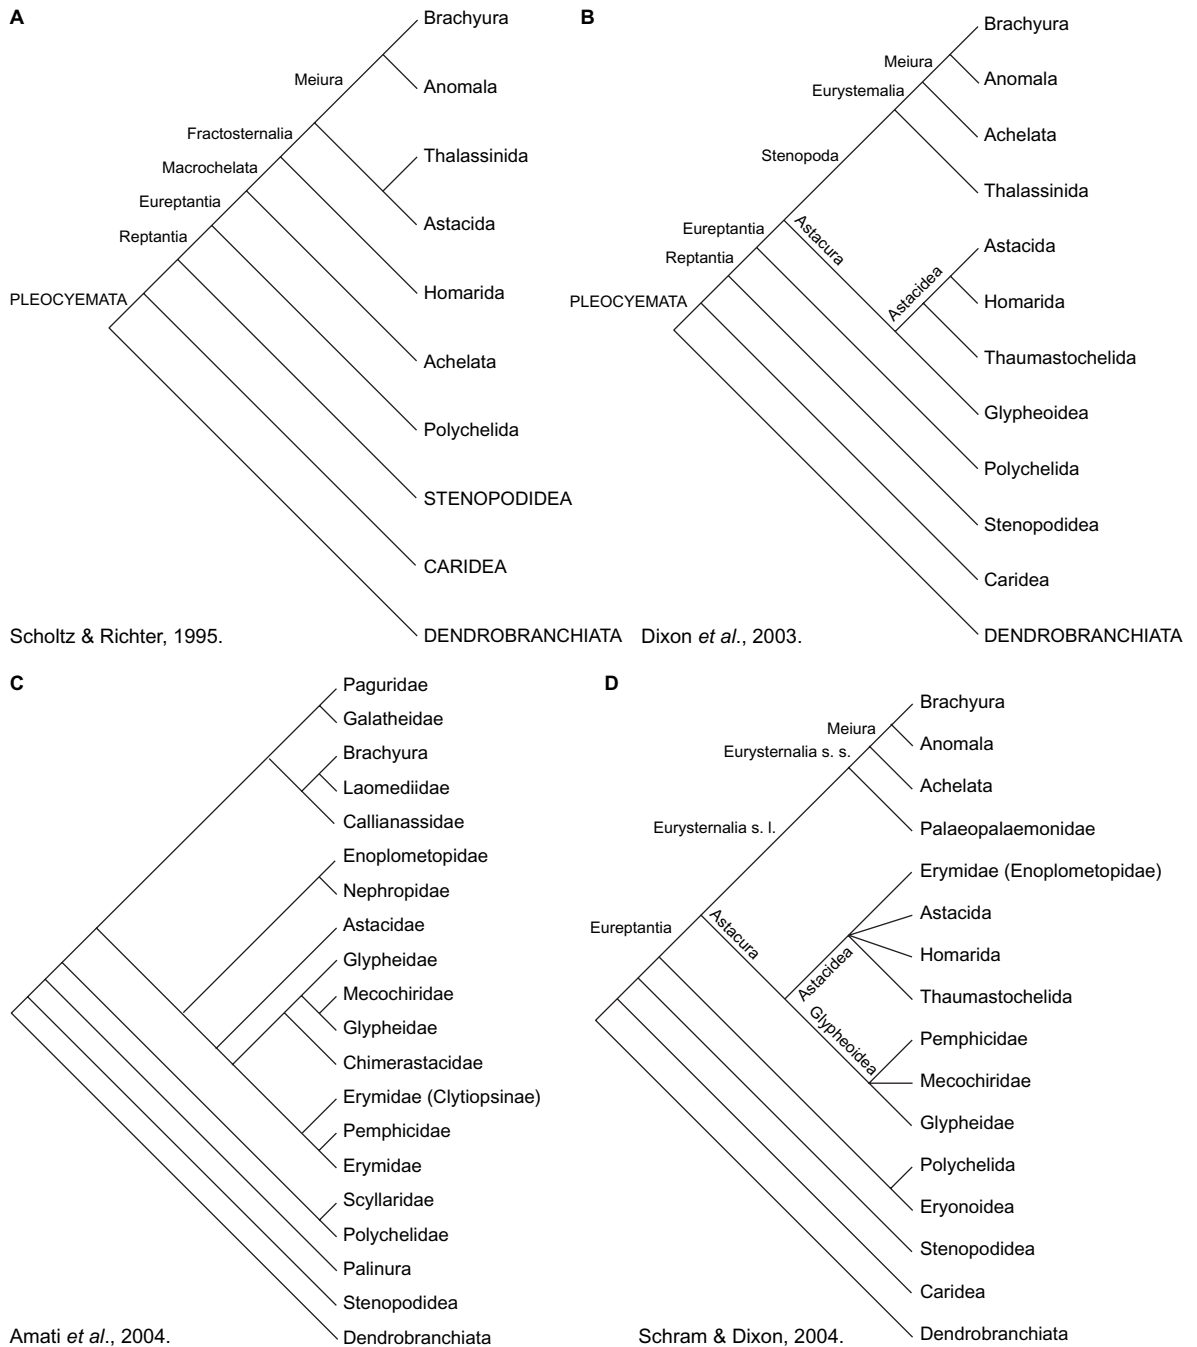 A
Brachyura
Meiura
Anomala
Fractosternalia
Thalassinida
Macrochelata
Eureptantia
Astacida
Reptantia
Homarida
PLEOCYEMATA
Achelata
Polychelida
STENOPODIDEA
CARIDEA
DENDROBRANCHIATA
Scholtz & Richter, 1995.
B
Brachyura
Meiura
Anomala
Eurystemalia
Achelata
Stenopoda
Thalassinida
Astacura
Eureptantia
Astacida
Reptantia
Astacidea
Homarida
PLEOCYEMATA
Thaumastochelida
Glypheoidea
Polychelida
Stenopodidea
Caridea
DENDROBRANCHIATA
Dixon et al., 2003.
C
Paguridae
Galatheidae
Brachyura
Laomediidae
Callianassidae
Enoplometopidae
Nephropidae
Astacidae
Glypheidae
Mecochiridae
Glypheidae
Chimerastacidae
Erymidae (Clytiopsinae)
Pemphicidae
Erymidae
Scyllaridae
Polychelidae
Palinura
Stenopodidea
Dendrobranchiata
Amati et al., 2004.
D
Brachyura
Meiura
Anomala
Eurysternalia s. s.
Achelata
Eurysternalia s. l.
Palaeopalaemonidae
Erymidae (Enoplometopidae)
Astacida
Eureptantia
Astacura
Homarida
Astacidea
Thaumastochelida
Glypheoidea
Pemphicidae
Mecochiridae
Glypheidae
Polychelida
Eryonoidea
Stenopodidea
Caridea
Dendrobranchiata
Schram & Dixon, 2004.